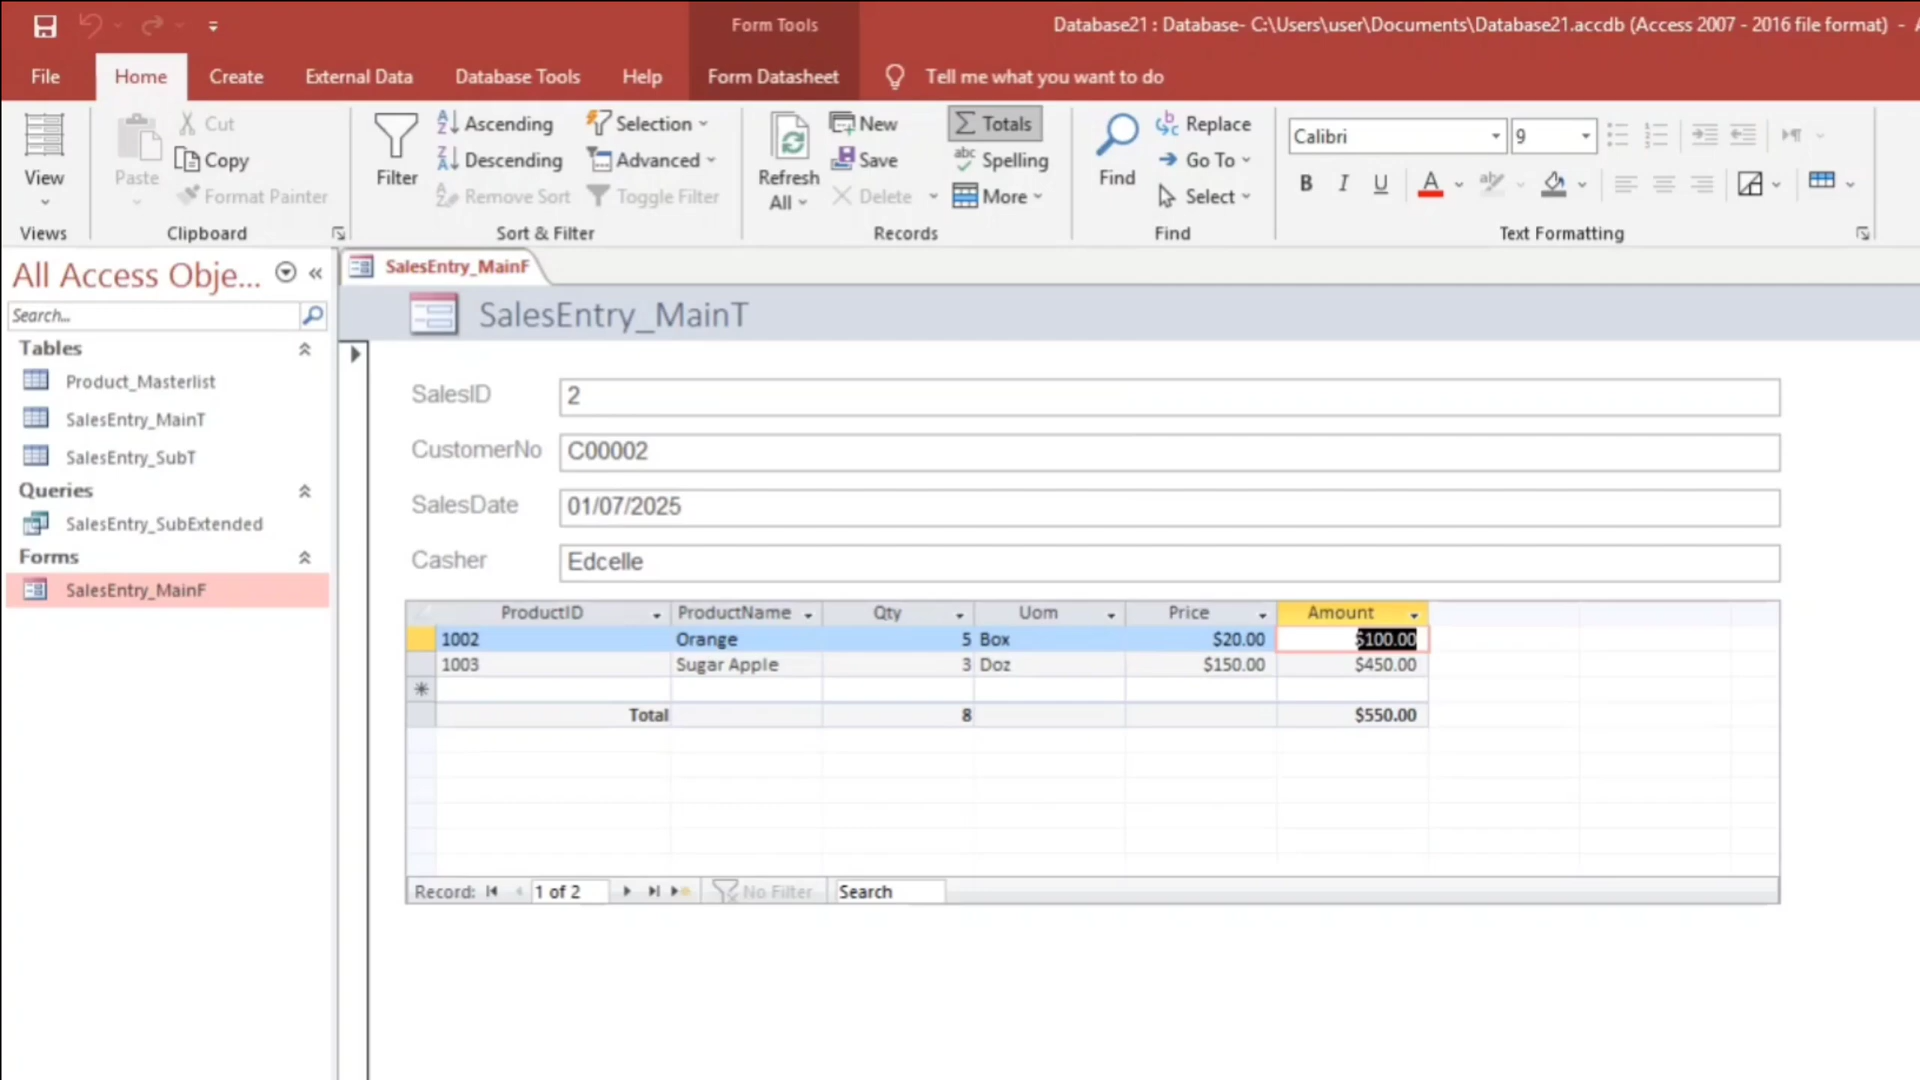 Form Tools
Database21 : Database- C:\Users\user\Documents\Database21.accdb (Access 2007 - 2016 file format) -
File Home Create External Data Database Tools Help Form Datasheet Tell me what you want to do
View
Views
Paste
Cut
Copy
Format Painter
Clipboard
Filter
Ascending
Descending
Remove Sort
Selection
Advanced
Toggle Filter
Sort & Filter
Refresh
All
New
Save
Delete
Totals
Spelling
More
Records
Find
Replace
Go To
Select
Find
Calibri 9
B I U A
Text Formatting
All Access Obje...
Search...
Tables
Product_Masterlist
SalesEntry_MainT
SalesEntry_SubT
Queries
SalesEntry_SubExtended
Forms
SalesEntry_MainF
SalesEntry_MainF
SalesEntry_MainT
SalesID 2
CustomerNo C00002
SalesDate 01/07/2025
Casher Edcelle
ProductID ProductName Qty Uom Price Amount
1002 Orange 5 Box $20.00 $100.00
1003 Sugar Apple 3 Doz $150.00 $450.00
Total 8 $550.00
Record: 1 of 2 No Filter Search